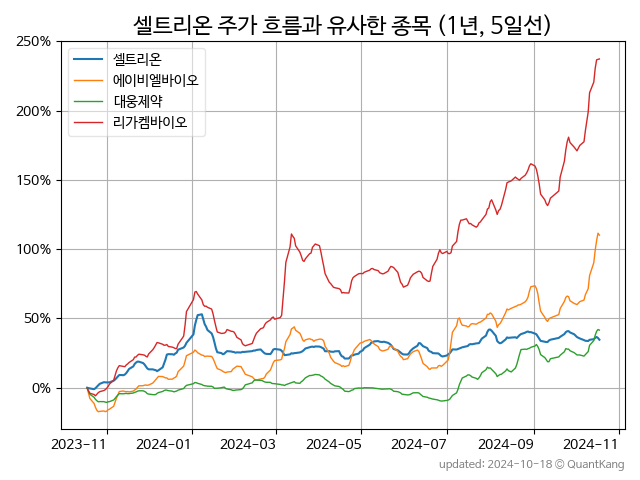 셀트리온 주가 흐름과 유사한 종목 (1년, 5일선)
250%
200%
150%
100%
50%
0%
셀트리온
에이비엘바이오
대웅제약
리가켐바이오
2023-11
2024-01
2024-03
2024-05
2024-07
2024-09
2024-11
updated: 2024-10-18 © QuantKang